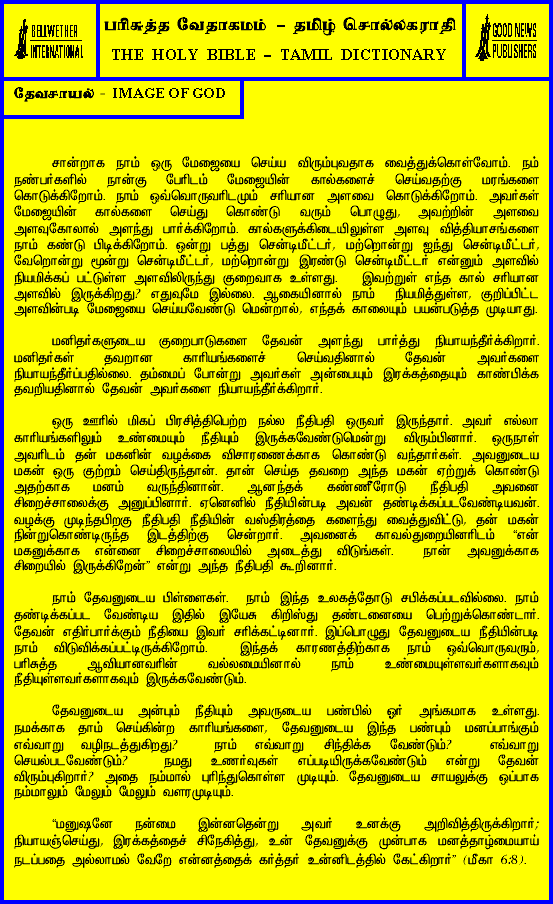 BELLWETHER
INTERNATIONAL
பரிசுத்த வேதாகமம் – தமிழ் சொல்லகராதி
THE HOLY BIBLE – TAMIL DICTIONARY
GOOD NEWS
PUBLISHERS
தேவசாயல் - IMAGE OF GOD
சான்றாக நாம் ஒரு மேஜையை செய்ய விரும்புவதாக வைத்துக்கொள்வோம். நம்
நண்பர்களில் நான்கு பேரிடம் மேஜையின் கால்களைச் செய்வதற்கு மரங்களை
கொடுக்கிறோம். நாம் ஒவ்வொருவரிடமும் சரியான அளவை கொடுக்கிறோம். அவர்கள்
மேஜையின் கால்களை செய்து கொண்டு வரும் பொழுது, அவற்றின் அளவை
அளவுகோலால் அளந்து பார்க்கிறோம். கால்களுக்கிடையிலுள்ள அளவு வித்தியாசங்களை
நாம் கண்டு பிடிக்கிறோம். ஒன்று பத்து சென்டிமீட்டர், மற்றொன்று ஐந்து சென்டிமீட்டர்,
வேறொன்று மூன்று சென்டிமீட்டர், மற்றொன்று இரண்டு சென்டிமீட்டர் என்னும் அளவில்
நியமிக்கப் பட்டுள்ள அளவிலிருந்து குறைவாக உள்ளது. இவற்றுள் எந்த கால் சரியான
அளவில் இருக்கிறது? எதுவுமே இல்லை. ஆகையினால் நாம் நியமித்துள்ள, குறிப்பிட்ட
அளவின்படி மேஜையை செய்யவேண்டு மென்றால், எந்தக் காலையும் பயன்படுத்த முடியாது.
மனிதர்களுடைய குறைபாடுகளை தேவன் அளந்து பார்த்து நியாயந்தீர்க்கிறார்.
மனிதர்கள் தவறான காரியங்களைச் செய்வதினால் தேவன் அவர்களை
நியாயந்தீர்ப்பதில்லை. தம்மைப் போன்று அவர்கள் அன்பையும் இரக்கத்தையும் காண்பிக்க
தவறியதினால் தேவன் அவர்களை நியாயந்தீர்க்கிறார்.
ஒரு ஊரில் மிகப் பிரசித்திபெற்ற நல்ல நீதிபதி ஒருவர் இருந்தார். அவர் எல்லா
காரியங்களிலும் உண்மையும் நீதியும் இருக்கவேண்டுமென்று விரும்பினார். ஒருநாள்
அவரிடம் தன் மகனின் வழக்கை விசாரணைக்காக கொண்டு வந்தார்கள். அவனுடைய
மகன் ஒரு குற்றம் செய்திருந்தான். தான் செய்த தவறை அந்த மகன் ஏற்றுக் கொண்டு
அதற்காக மனம் வருந்தினான். ஆனந்தக் கண்ணீரோடு நீதிபதி அவனை
சிறைச்சாலைக்கு அனுப்பினார். ஏனெனில் நீதியின்படி அவன் தண்டிக்கப்படவேண்டியவன்.
வழக்கு முடிந்தபிறகு நீதிபதி நீதியின் வஸ்திரத்தை களைந்து வைத்துவிட்டு, தன் மகன்
நின்றுகொண்டிருந்த இடத்திற்கு சென்றார். அவனைக் காவல்துறையினரிடம் “என்
மகனுக்காக என்னை சிறைச்சாலையில் அடைத்து விடுங்கள். நான் அவனுக்காக
சிறையில் இருக்கிறேன்” என்று அந்த நீதிபதி கூறினார்.
நாம் தேவனுடைய பிள்ளைகள். நாம் இந்த உலகத்தோடு சபிக்கப்படவில்லை. நாம்
தண்டிக்கப்பட வேண்டிய இதில் இயேசு கிறிஸ்து தண்டனையை பெற்றுக்கொண்டார்.
தேவன் எதிர்பார்க்கும் நீதியை இவர் சரிக்கட்டினார். இப்பொழுது தேவனுடைய நீதியின்படி
நாம் விடுவிக்கப்பட்டிருக்கிறோம். இந்தக் காரணத்திற்காக நாம் ஒவ்வொருவரும்,
பரிசுத்த ஆவியானவரின் வல்லமையினால் நாம் உண்மையுள்ளவர்களாகவும்
நீதியுள்ளவர்களாகவும் இருக்கவேண்டும்.
தேவனுடைய அன்பும் நீதியும் அவருடைய பண்பில் ஓர் அங்கமாக உள்ளது.
நமக்காக தாம் செய்கின்ற காரியங்களை, தேவனுடைய இந்த பண்பும் மனப்பாங்கும்
எவ்வாறு வழிநடத்துகிறது? நாம் எவ்வாறு சிந்திக்க வேண்டும்? எவ்வாறு
செயல்படவேண்டும்? நமது உணர்வுகள் எப்படியிருக்கவேண்டும் என்று தேவன்
விரும்புகிறார்? அதை நம்மால் புரிந்துகொள்ள முடியும். தேவனுடைய சாயலுக்கு ஒப்பாக
நம்மாலும் மேலும் மேலும் வளரமுடியும்.
“மனுஷனே நன்மை இன்னதென்று அவர் உனக்கு அறிவித்திருக்கிறார்;
நியாயஞ்செய்து, இரக்கத்தைச் சிநேகித்து, உன் தேவனுக்கு முன்பாக மனத்தாழ்மையாய்
நடப்பதை அல்லாமல் வேறே என்னத்தைக் கர்த்தர் உன்னிடத்தில் கேட்கிறார்” (மீகா 6:8).